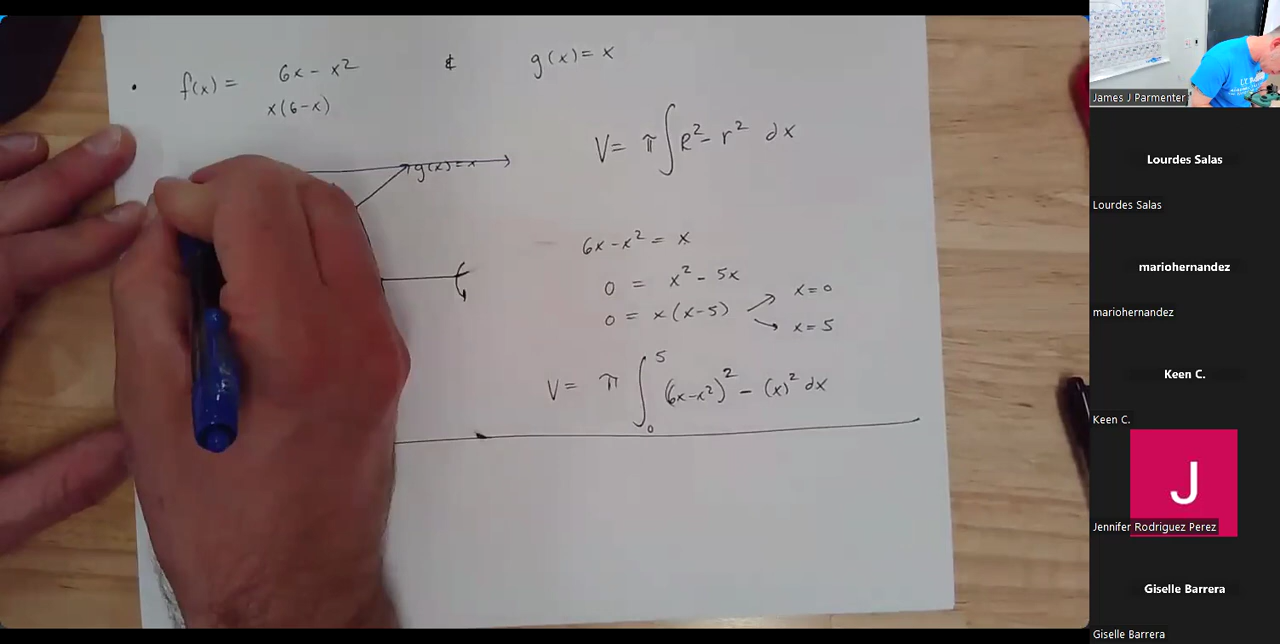 • f(x) = 6x - x² & g(x) = x
x(6-x)
V = π∫R² - r² dx
g(x) = x
6x - x² = x
0 = x² - 5x
0 = x(x-5) → x=0
→ x=5
V = π ∫₀⁵ (6x-x²)² - (x)² dx
James J Parmenter
Lourdes Salas
Lourdes Salas
mariohernandez
mariohernandez
Keen C.
Keen C.
J
Jennifer Rodriguez Perez
Giselle Barrera
Giselle Barrera